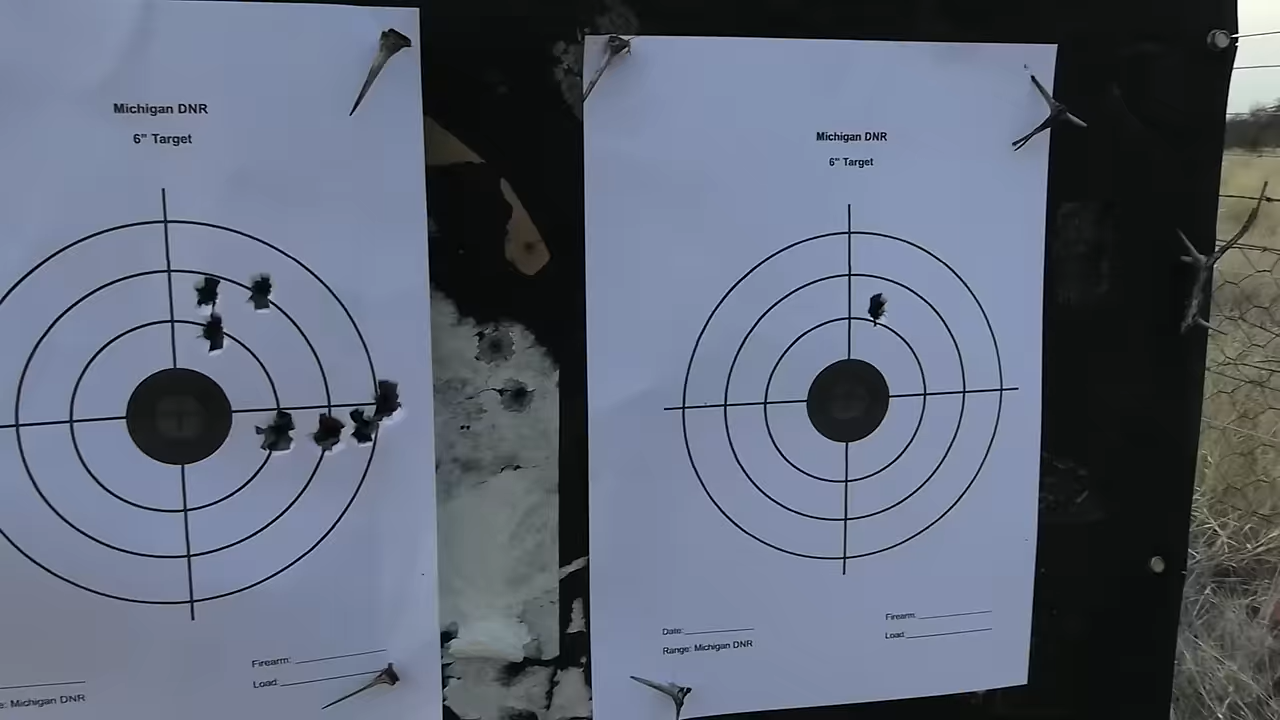 Michigan DNR
6" Target
Firearm:
Load
e: Michigan DNR
Michigan DNR
6" Target
Date:
Range: Michigan DNR
Firearm:
Load